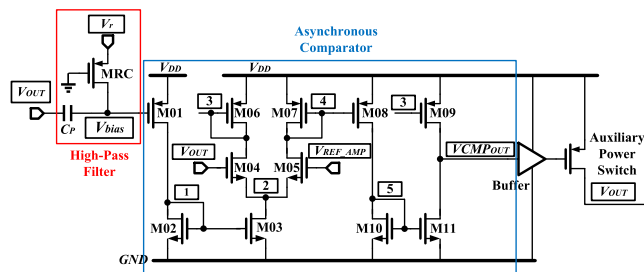 Vr
Asynchronous
Comparator
MRC
VDD
VDD
VOUT
CP
Vbias
High-Pass
Filter
M01
3
M06
M07
4
M08
3
M09
VOUT
M04
M05
VREF_AMP
VCMPOUT
Buffer
Auxiliary
Power
Switch
VOUT
1
2
5
M02
M03
M10
M11
GND